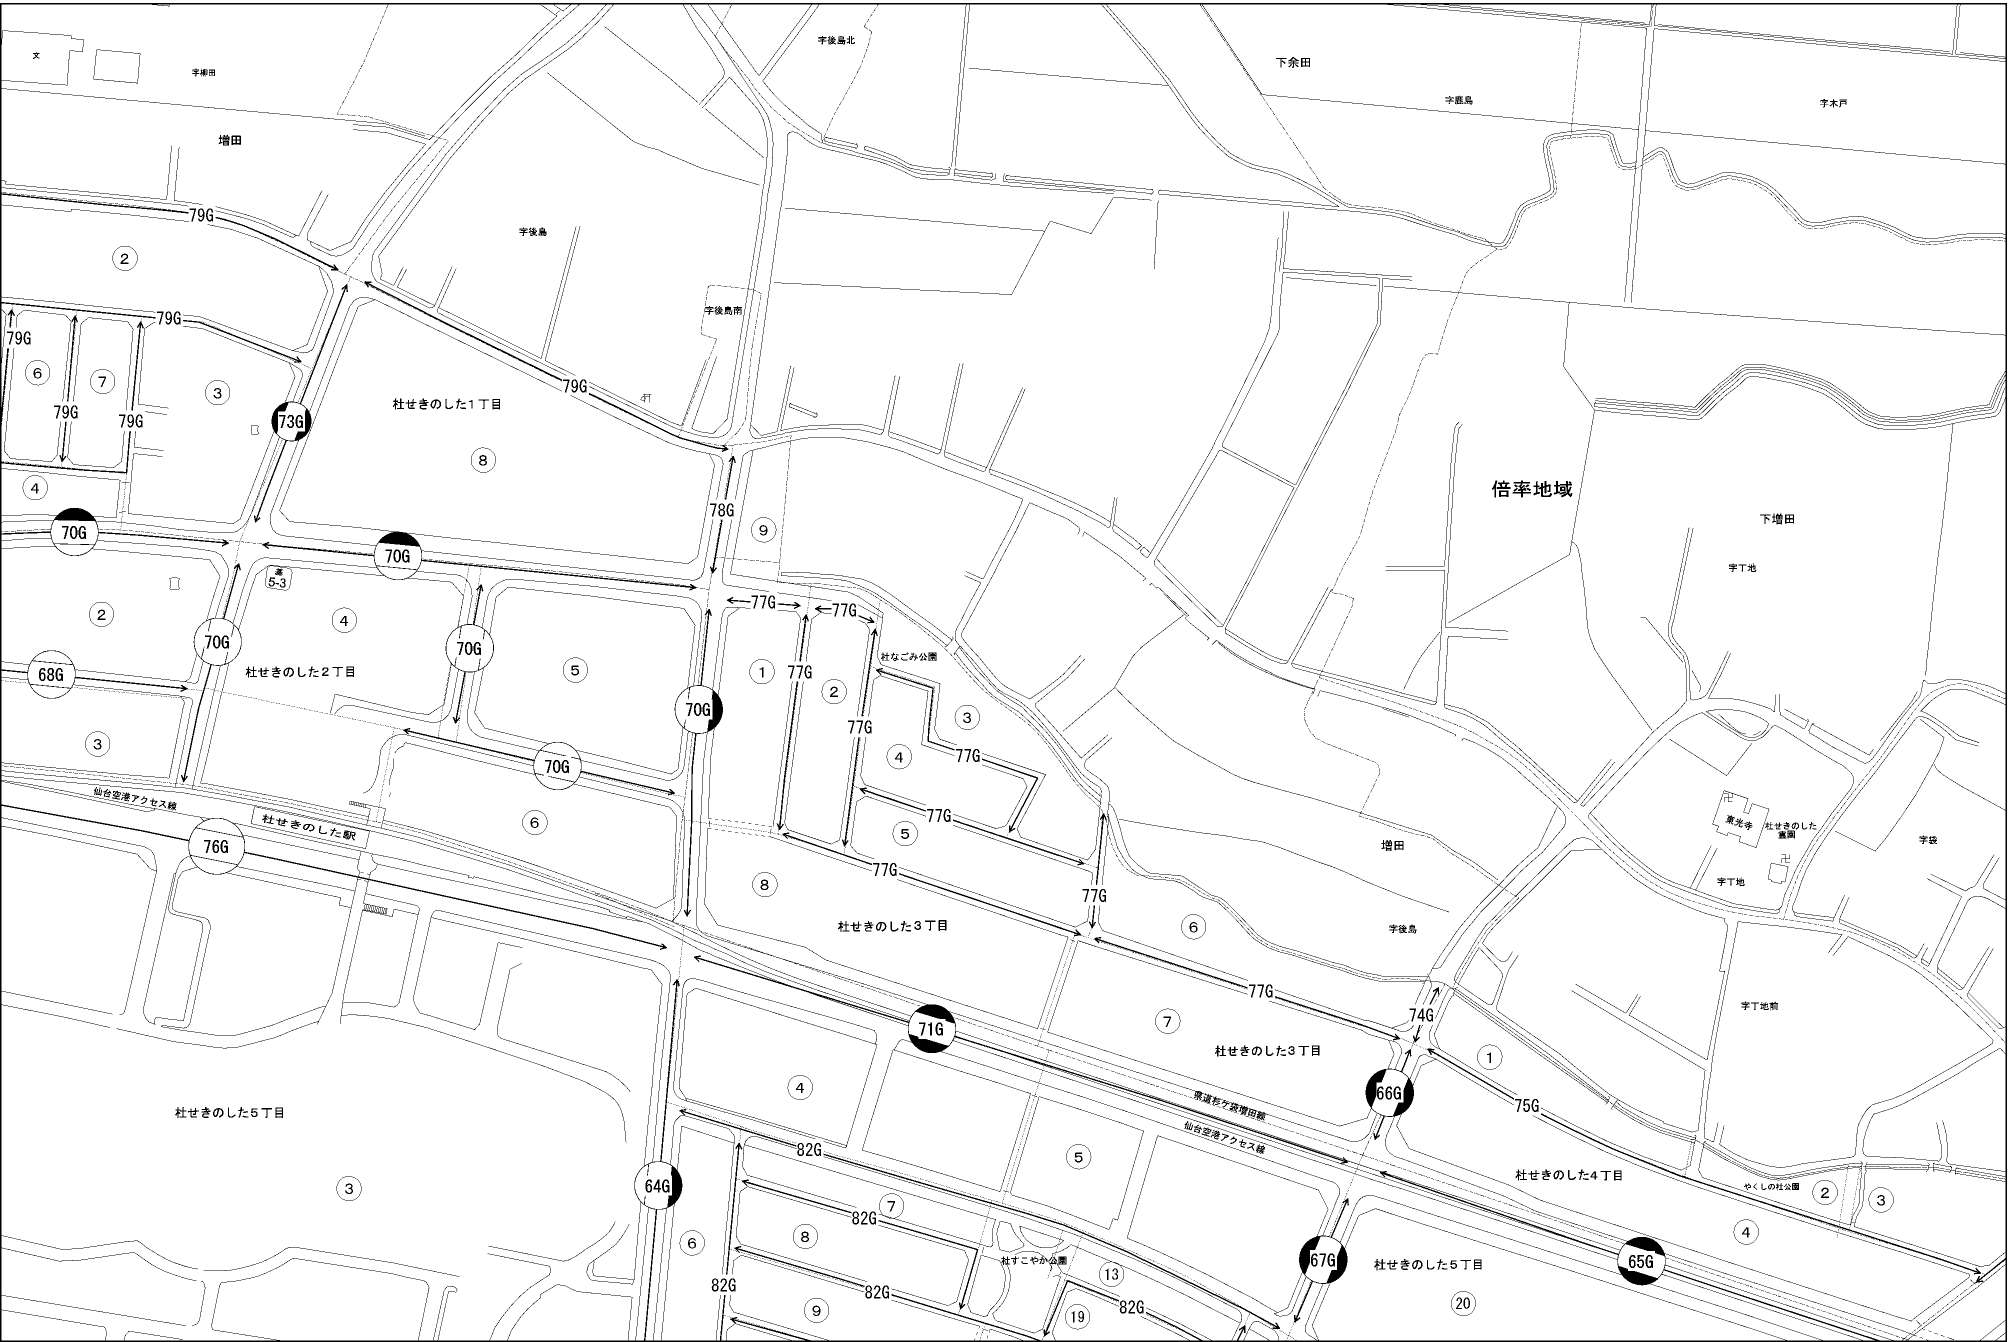 文
字柳田
増田
字後島北
下余田
字鹿島
字木戸
79G
②
字後島
字後島南
79G
79G
79G
79G
⑥
⑦
③
73G
杜せきのした1丁目
79G
⑧
④
70G
70G
78G
⑨
倍率地域
下増田
字丁地
基
5-3
②
④
70G
70G
68G
杜せきのした2丁目
⑤
70G
77G
77G
①
77G
②
77G
杜なごみ公園
③
④
77G
③
70G
仙台空港アクセス線
杜せきのした駅
76G
⑥
⑤
77G
77G
⑧
杜せきのした3丁目
77G
⑥
増田
東光寺
杜せきのした
霊園
字丁地
字袋
字後島
字丁地前
77G
74G
71G
⑦
杜せきのした3丁目
①
66G
県道杉ケ袋増田線
仙台空港アクセス線
75G
④
杜せきのした5丁目
③
64G
82G
⑤
杜せきのした4丁目
やくしの杜公園
②
③
④
⑦
82G
⑧
⑥
杜すこやか公園
⑬
67G
杜せきのした5丁目
65G
82G
82G
⑨
⑲
82G
⑳